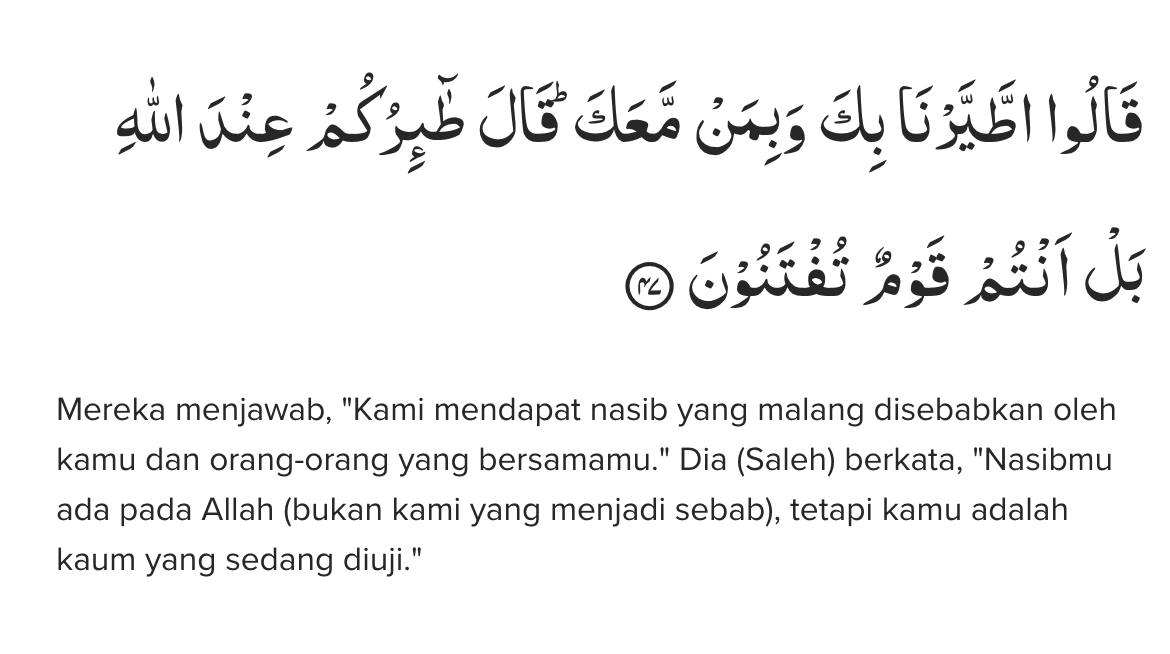 قَالُوا اطَّيَّرْنَا بِكَ وَبِمَنْ مَّعَكَۗ قَالَ طٰۤىِٕرُكُمْ عِنْدَ اللّٰهِ
بَلْ اَنْتُمْ قَوْمٌ تُفْتَنُوْنَ ٤٧
Mereka menjawab, "Kami mendapat nasib yang malang disebabkan oleh
kamu dan orang-orang yang bersamamu." Dia (Saleh) berkata, "Nasibmu
ada pada Allah (bukan kami yang menjadi sebab), tetapi kamu adalah
kaum yang sedang diuji."